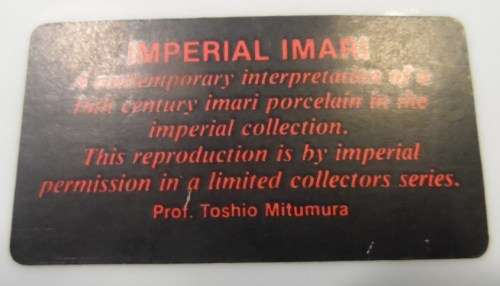 IMPERIAL IMARI
A contemporary interpretation of a
century imari porcelain in the
imperial collection.
This reproduction is by imperial
permission in a limited collectors series.
Prof. Toshio Mitumura